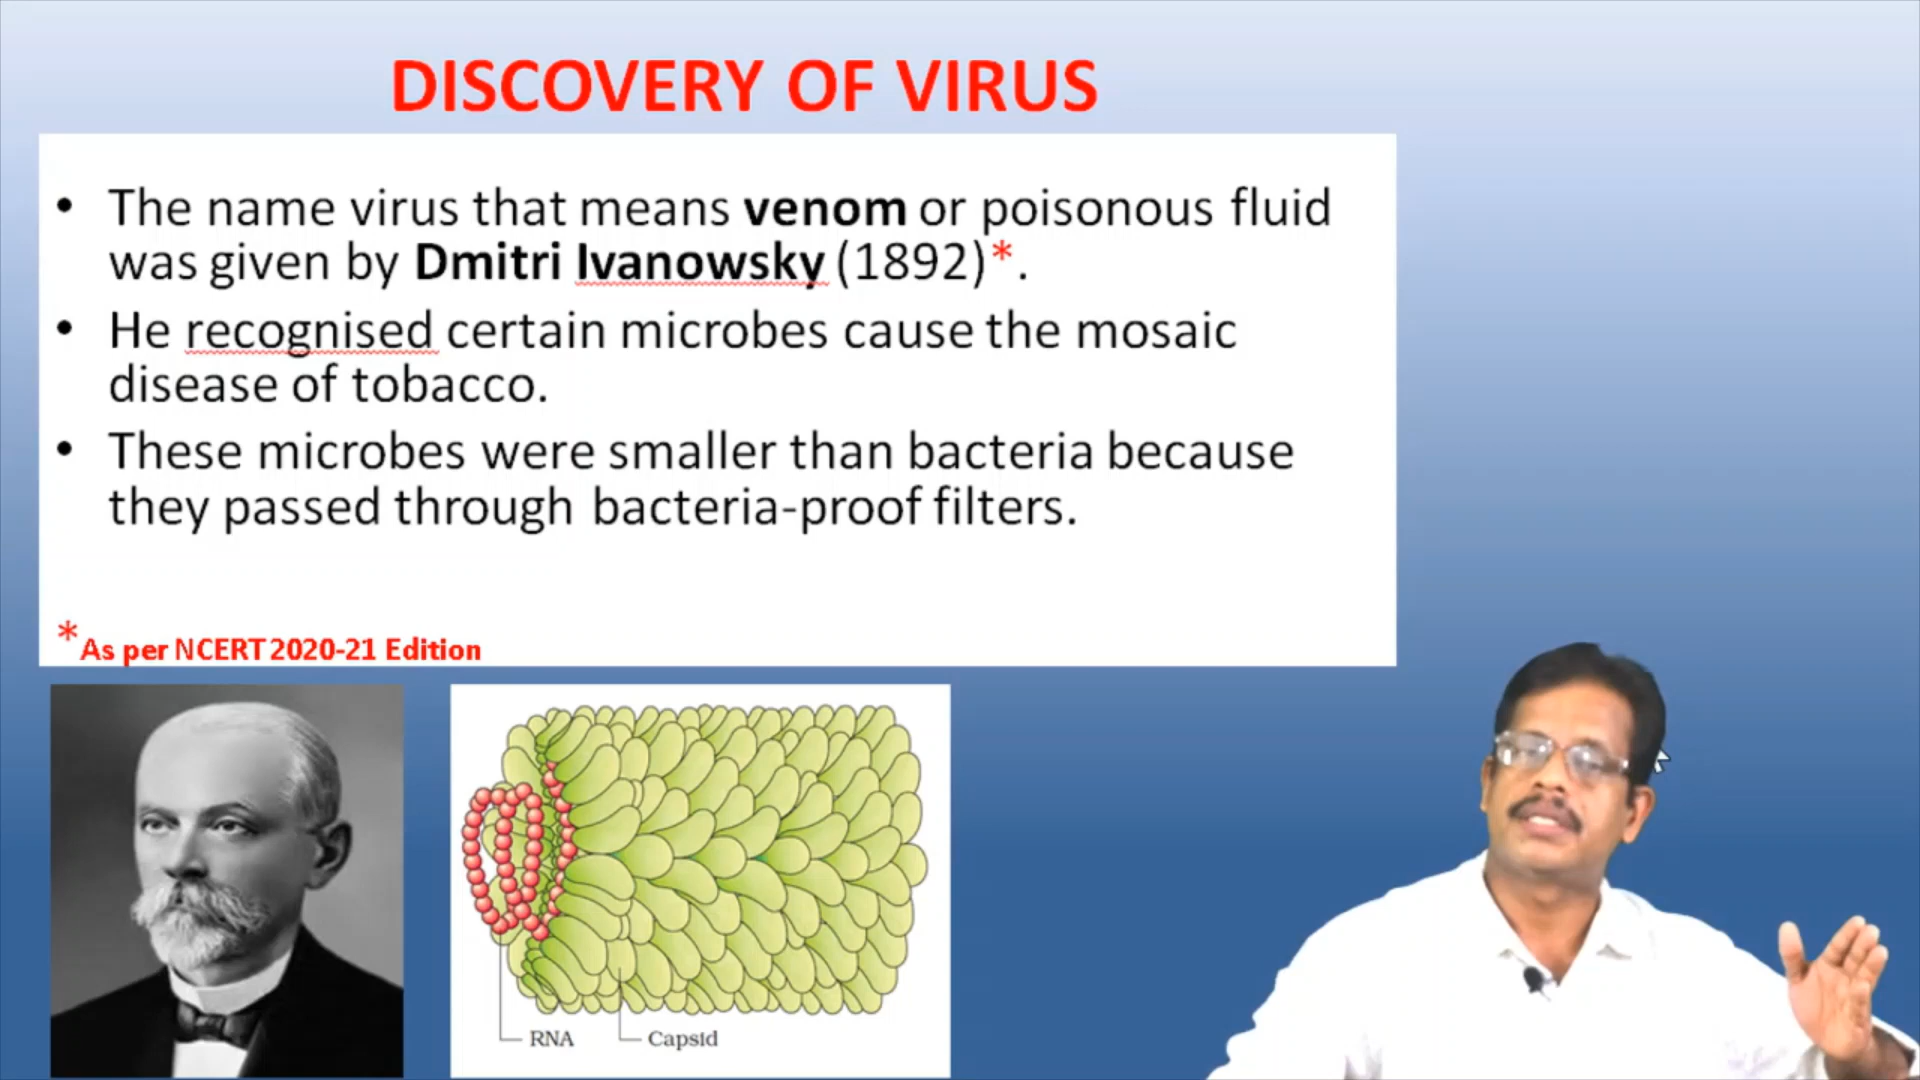 DISCOVERY OF VIRUS
• The name virus that means venom or poisonous fluid
was given by Dmitri Ivanowsky (1892)*.
• He recognised certain microbes cause the mosaic
disease of tobacco.
• These microbes were smaller than bacteria because
they passed through bacteria-proof filters.
*As per NCERT 2020-21 Edition
RNA
Capsid